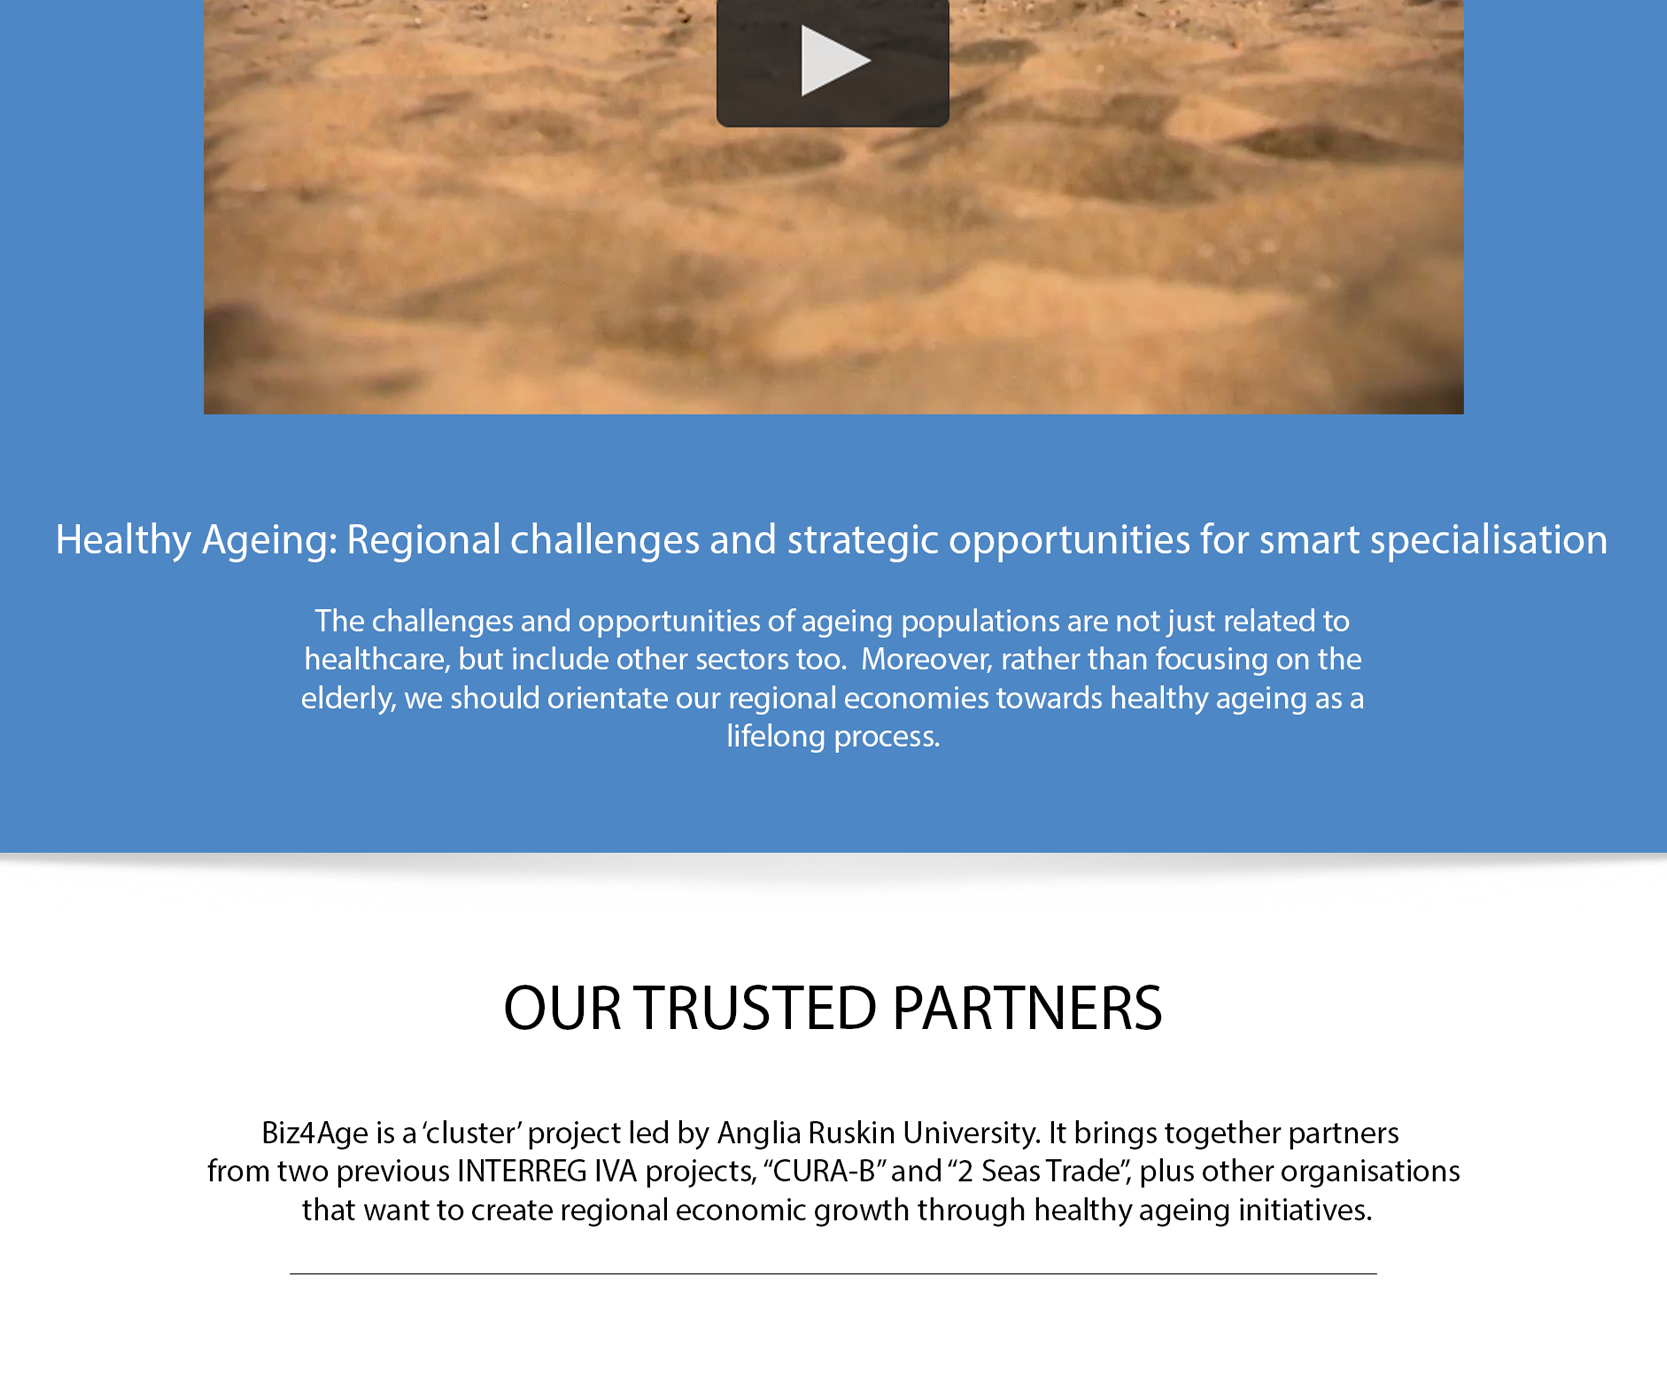 Healthy Ageing: Regional challenges and strategic opportunities for smart specialisation
The challenges and opportunities of ageing populations are not just related to
healthcare, but include other sectors too.  Moreover, rather than focusing on the
elderly, we should orientate our regional economies towards healthy ageing as a
lifelong process.
OUR TRUSTED PARTNERS
Biz4Age is a ‘cluster’ project led by Anglia Ruskin University. It brings together partners
from two previous INTERREG IVA projects, “CURA-B” and “2 Seas Trade”, plus other organisations
that want to create regional economic growth through healthy ageing initiatives.